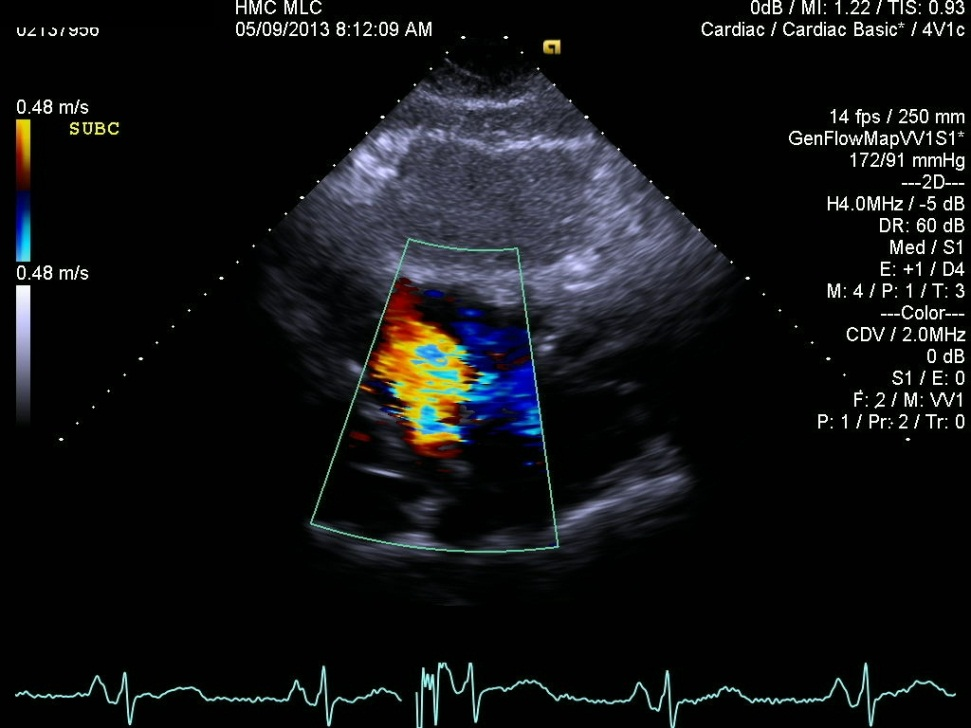 HMC MLC
0dB / MI: 1.22 / TIS: 0.93
02137956
05/09/2013 8:12:09 AM
Cardiac / Cardiac Basic* / 4V1c
0.48 m/s
SUBC
0.48 m/s
14 fps / 250 mm
GenFlowMapVV1S1*
172/91 mmHg
---2D---
H4.0MHz / -5 dB
DR: 60 dB
Med / S1
E: +1 / D4
M: 4 / P: 1 / T: 3
---Color---
CDV / 2.0MHz
0 dB
S1 / E: 0
F: 2 / M: VV1
P: 1 / Pr: 2 / Tr: 0